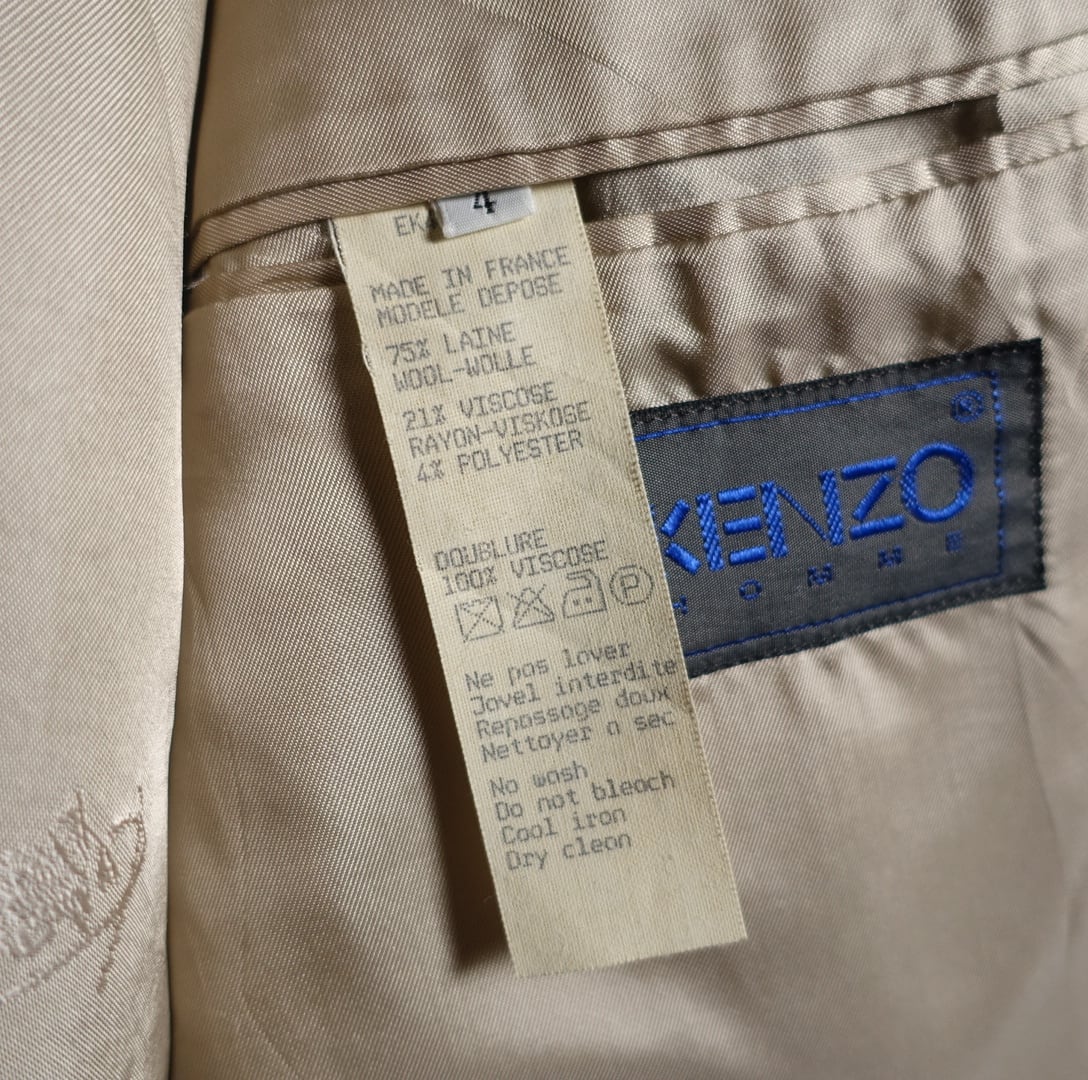 4
EKA
MADE IN FRANCE
MODELE DEPOSE
75% LAINE
WOOL-WOLLE
21% VISCOSE
RAYON-VISKOSE
4% POLYESTER
DOUBLURE
100% VISCOSE
P
Ne pas laver
Javel interdite
Repassage doux
Nettoyer a sec
No wash
Do not bleach
Cool iron
Dry clean
®
KENZO
HOMME